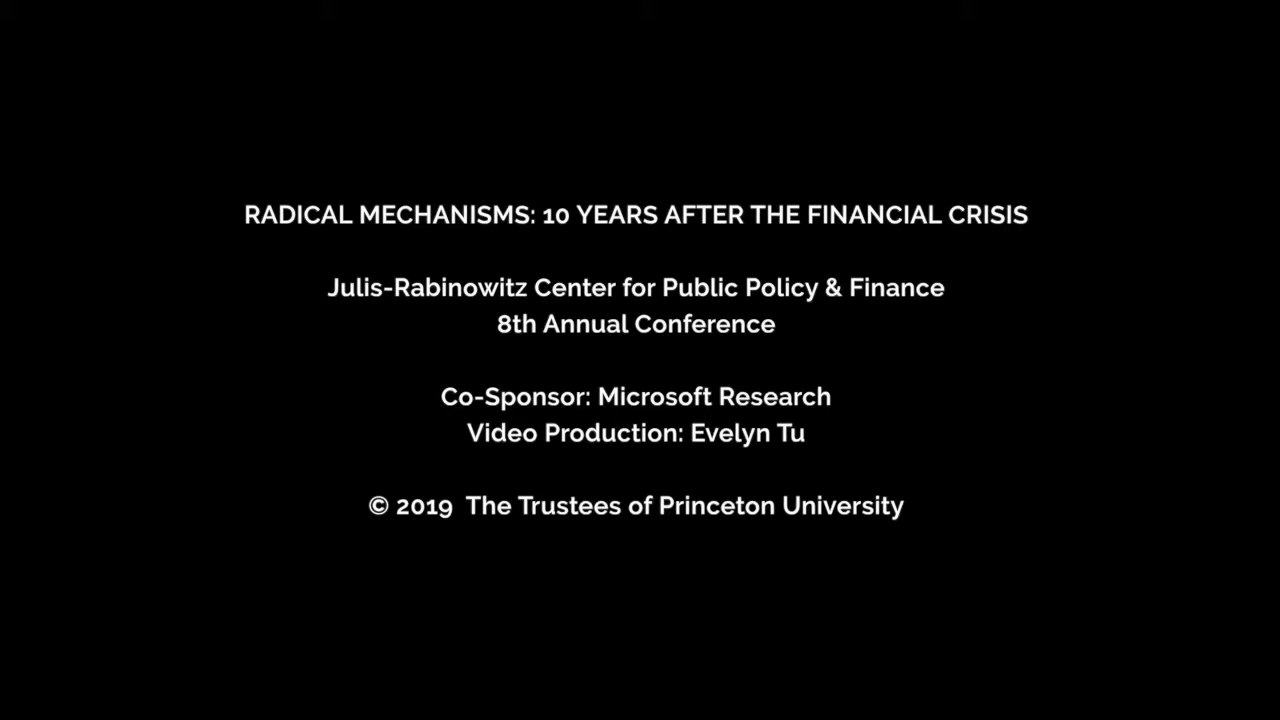 RADICAL MECHANISMS: 10 YEARS AFTER THE FINANCIAL CRISIS
Julis-Rabinowitz Center for Public Policy & Finance
8th Annual Conference
Co-Sponsor: Microsoft Research
Video Production: Evelyn Tu
© 2019 The Trustees of Princeton University